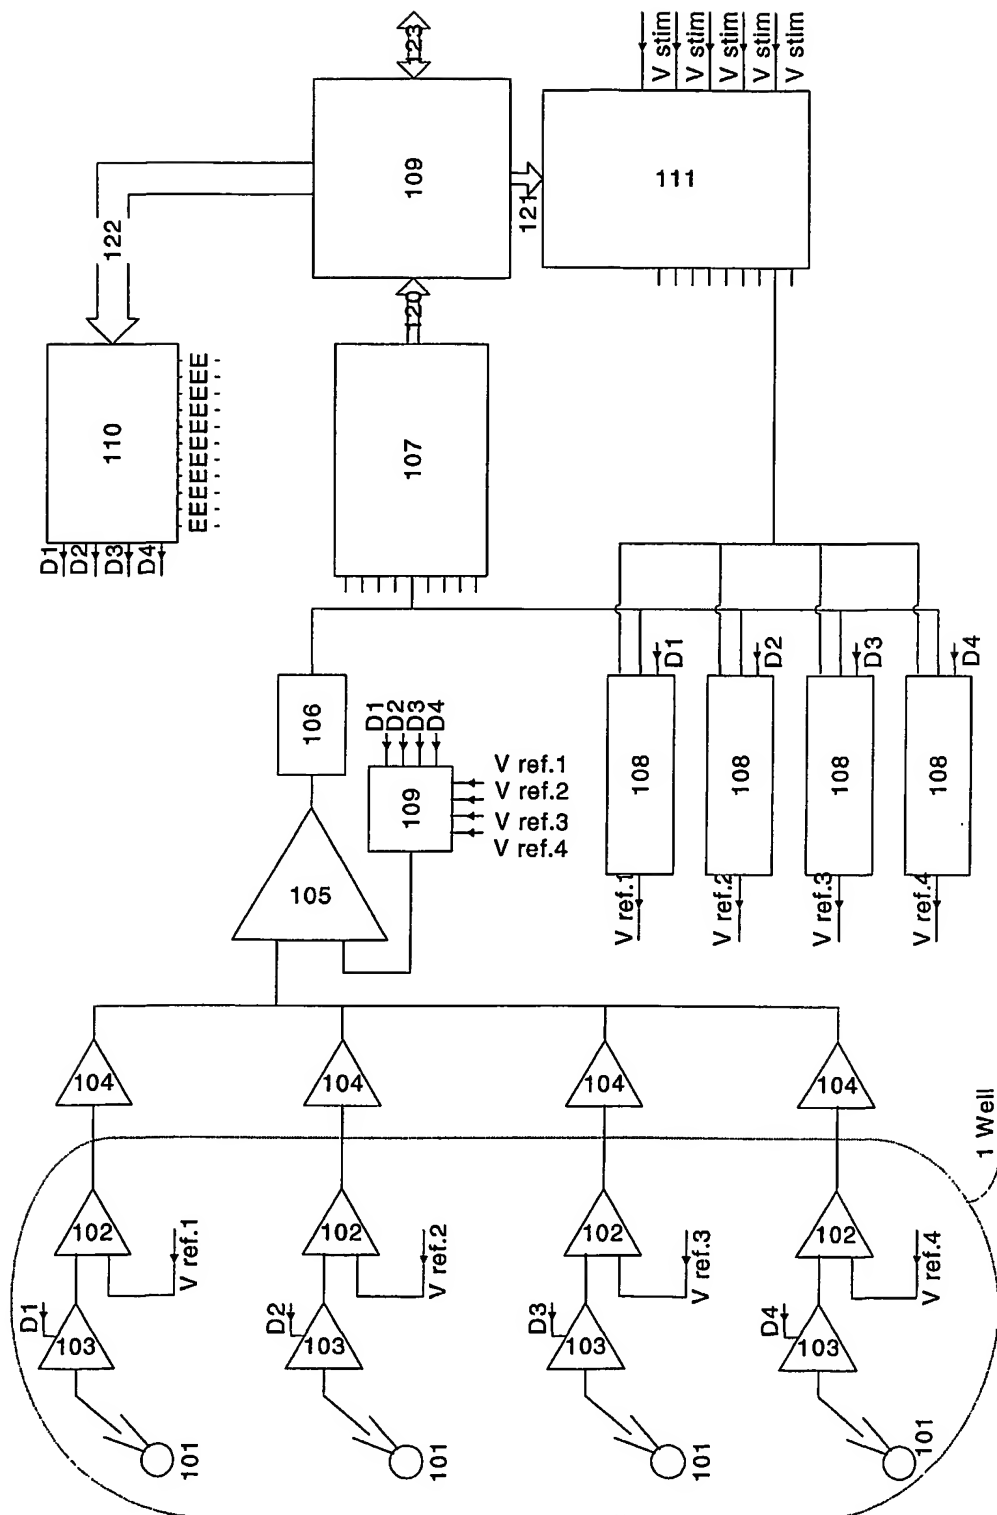 123
V stim
V stim
V stim
V stim
V stim
109
111
121
122
120
110
EEEEEEEEEEE
107
D1
D2
D3
D4
106
D1
D2
D3
D4
109
V ref.1
V ref.2
V ref.3
V ref.4
105
D1
D2
D3
D4
108
108
108
108
V ref.1
V ref.2
V ref.3
V ref.4
104
104
104
104
1 Well
102
102
102
102
V ref.1
V ref.2
V ref.3
V ref.4
D1
D2
D3
D4
103
103
103
103
101
101
101
101